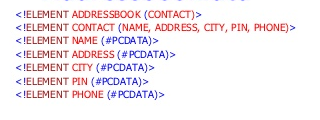 <!ELEMENT ADDRESSBOOK (CONTACT)>
<!ELEMENT CONTACT (NAME, ADDRESS, CITY, PIN, PHONE)>
<!ELEMENT NAME (#PCDATA)>
<!ELEMENT ADDRESS (#PCDATA)>
<!ELEMENT CITY (#PCDATA)>
<!ELEMENT PIN (#PCDATA)>
<!ELEMENT PHONE (#PCDATA)>